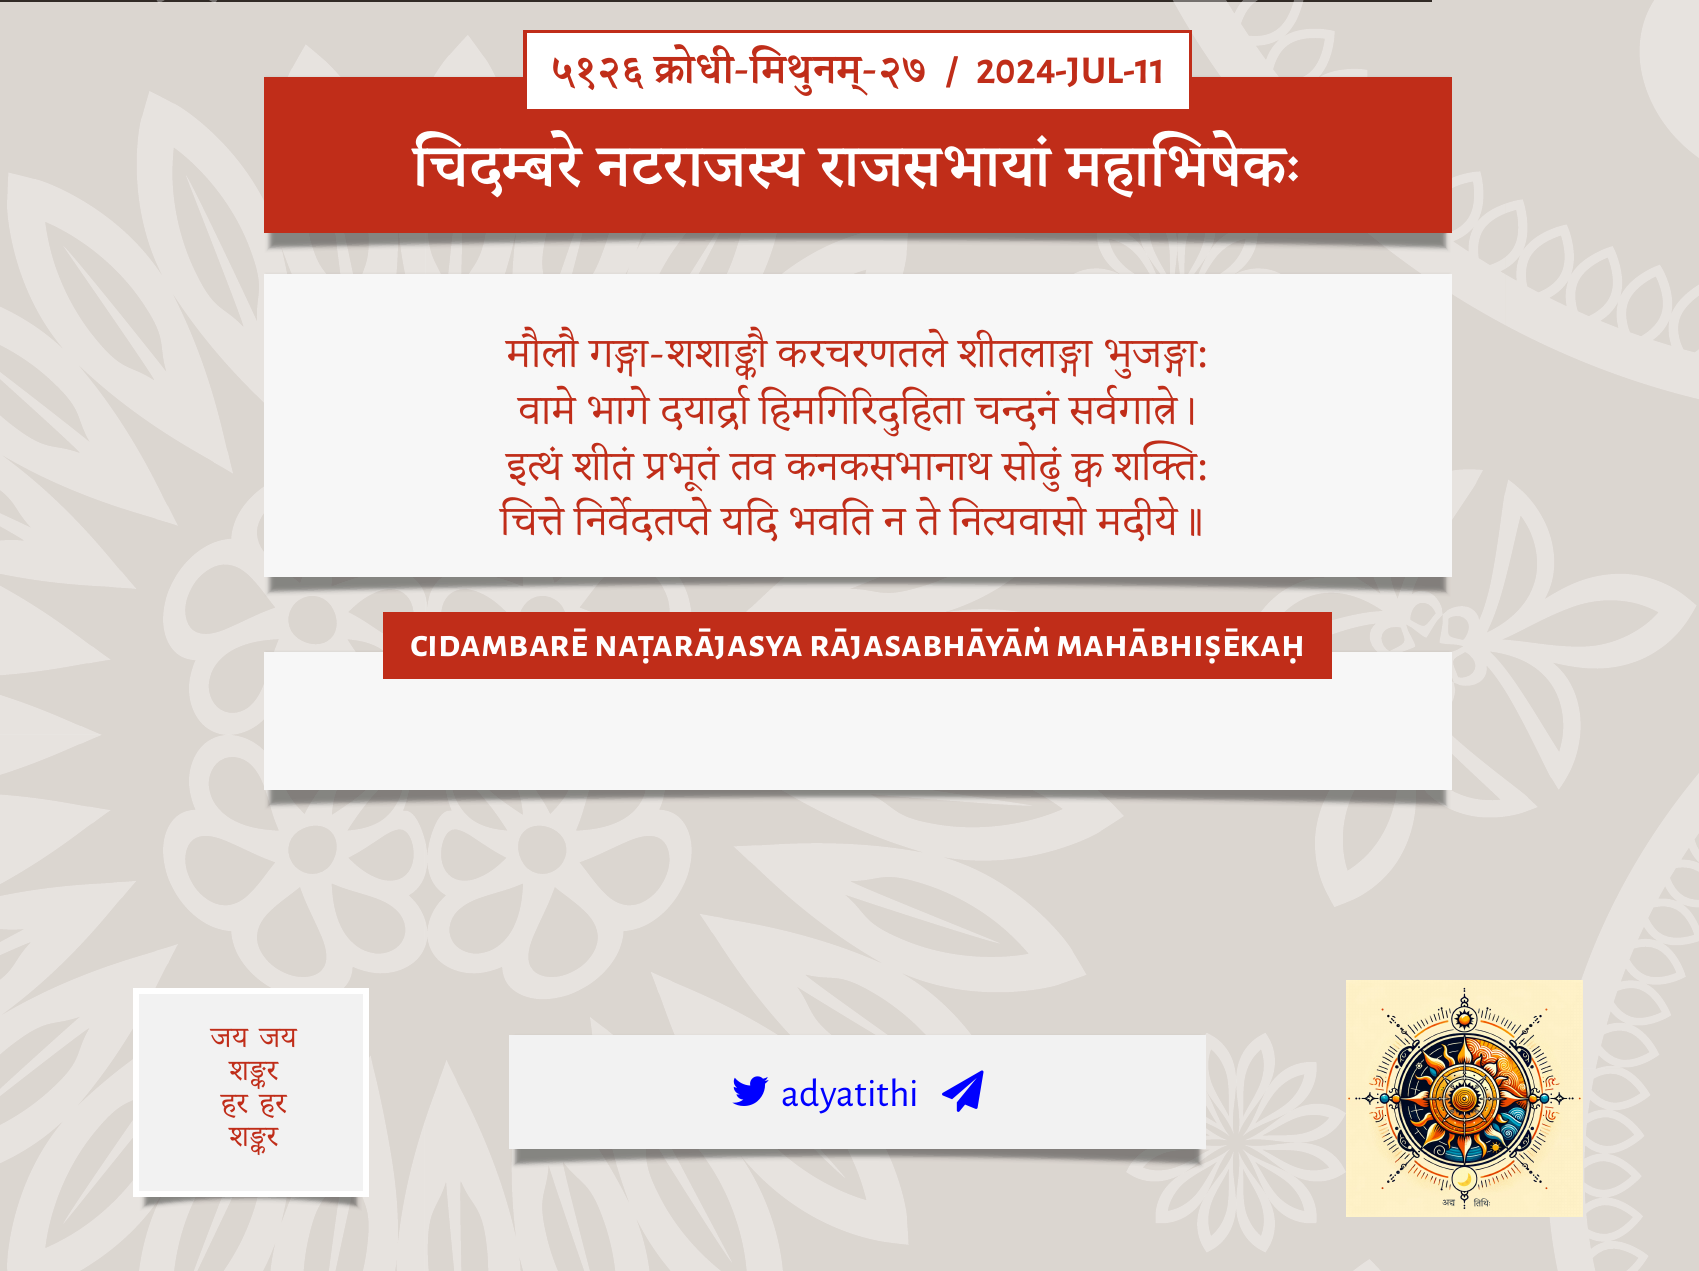 ५१२६ क्रोधी-मिथुनम्-२७ / 2024-JUL-11
चिदम्बरे नटराजस्य राजसभायां महाभिषेकः
मौलौ गङ्गा-शशाङ्कौ करचरणतले शीतलाङ्गा भुजङ्गा:
वामे भागे दयार्द्रा हिमगिरिदुहिता चन्दनं सर्वगात्रे।
इत्थं शीतं प्रभूतं तव कनकसभानाथ सोढुं क्व शक्ति:
चित्ते निर्वेदतप्ते यदि भवति न ते नित्यवासो मदीये॥
CIDAMBARĒ NAṬARĀJASYA RĀJASABHĀYĀṀ MAHĀBHIṢĒKAḤ
जय जय
शङ्कर
हर हर
शङ्कर
adyatithi
अद्य तिथिः